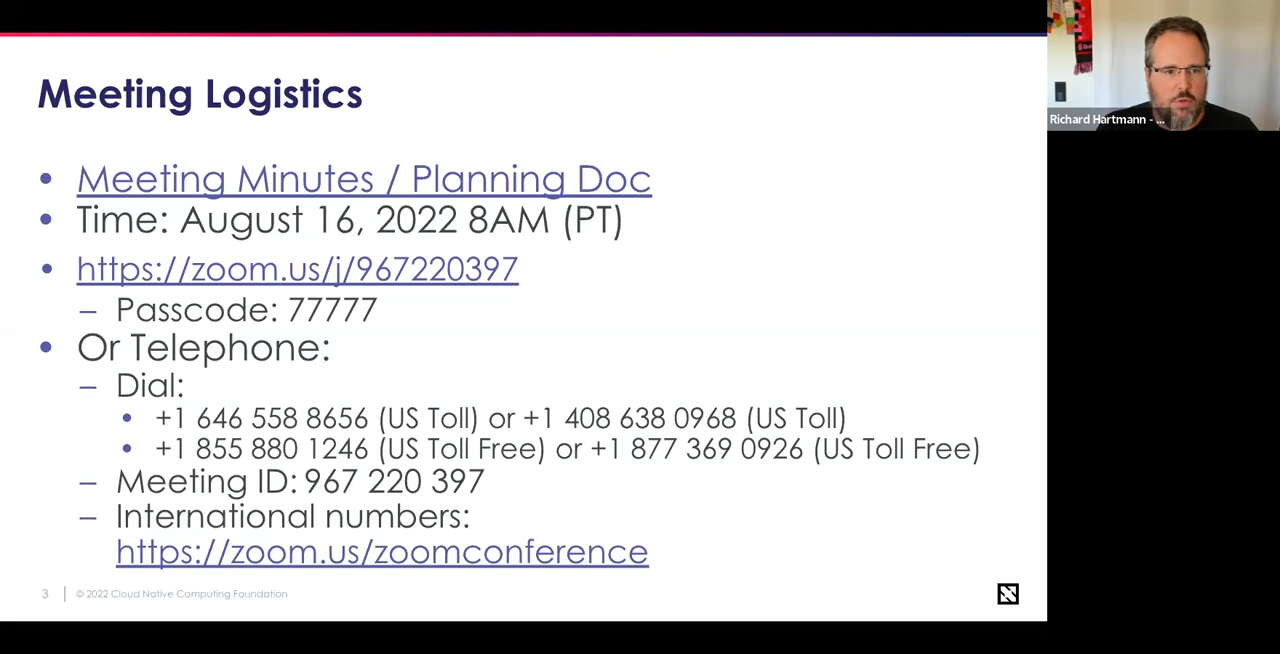 Meeting Logistics
• Meeting Minutes / Planning Doc
• Time: August 16, 2022 8AM (PT)
• https://zoom.us/j/967220397
– Passcode: 77777
• Or Telephone:
– Dial:
• +1 646 558 8656 (US Toll) or +1 408 638 0968 (US Toll)
• +1 855 880 1246 (US Toll Free) or +1 877 369 0926 (US Toll Free)
– Meeting ID: 967 220 397
– International numbers:
https://zoom.us/zoomconference
3 | © 2022 Cloud Native Computing Foundation
Richard Hartmann - ...